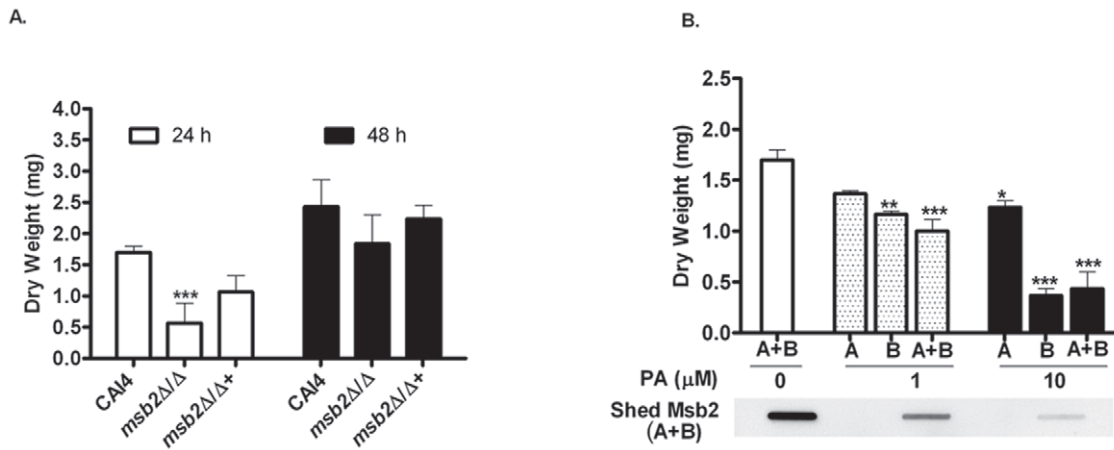 A.
Dry Weight (mg)
4.0
3.5
3.0
2.5
2.0
1.5
1.0
0.5
0.0
24 h
48 h
***
CAI4
msb2Δ/Δ
msb2Δ/Δ+
CAI4
msb2Δ/Δ
msb2Δ/Δ+
B.
Dry Weight (mg)
2.5
2.0
1.5
1.0
0.5
0.0
** *** * *** ***
A+B A B A+B A B A+B
PA (μM) 0 1 10
Shed Msb2
(A+B)